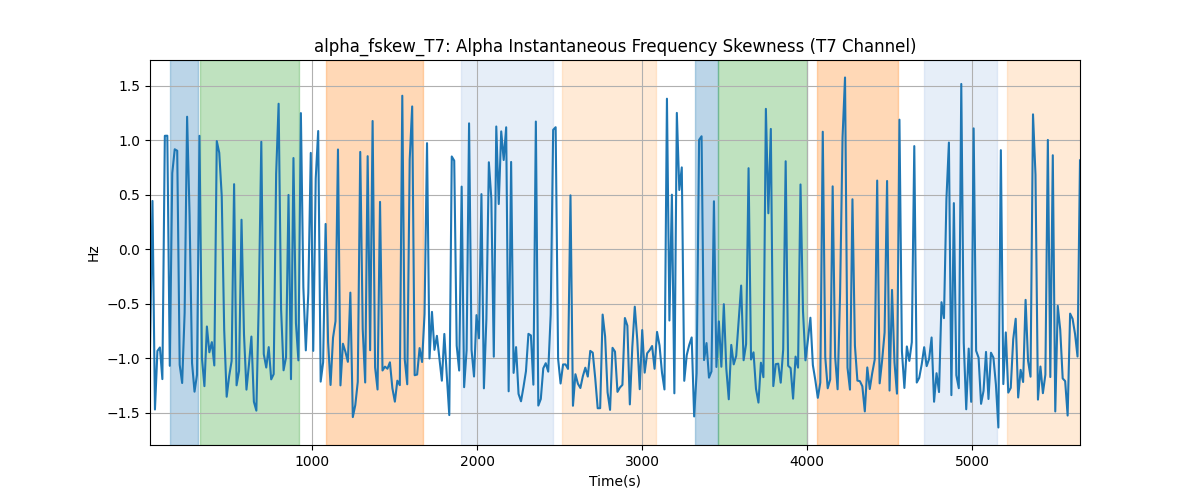 alpha_fskew_T7: Alpha Instantaneous Frequency Skewness (T7 Channel)
1.5
1.0
0.5
0.0
−0.5
−1.0
−1.5
Hz
1000 2000 3000 4000 5000
Time(s)